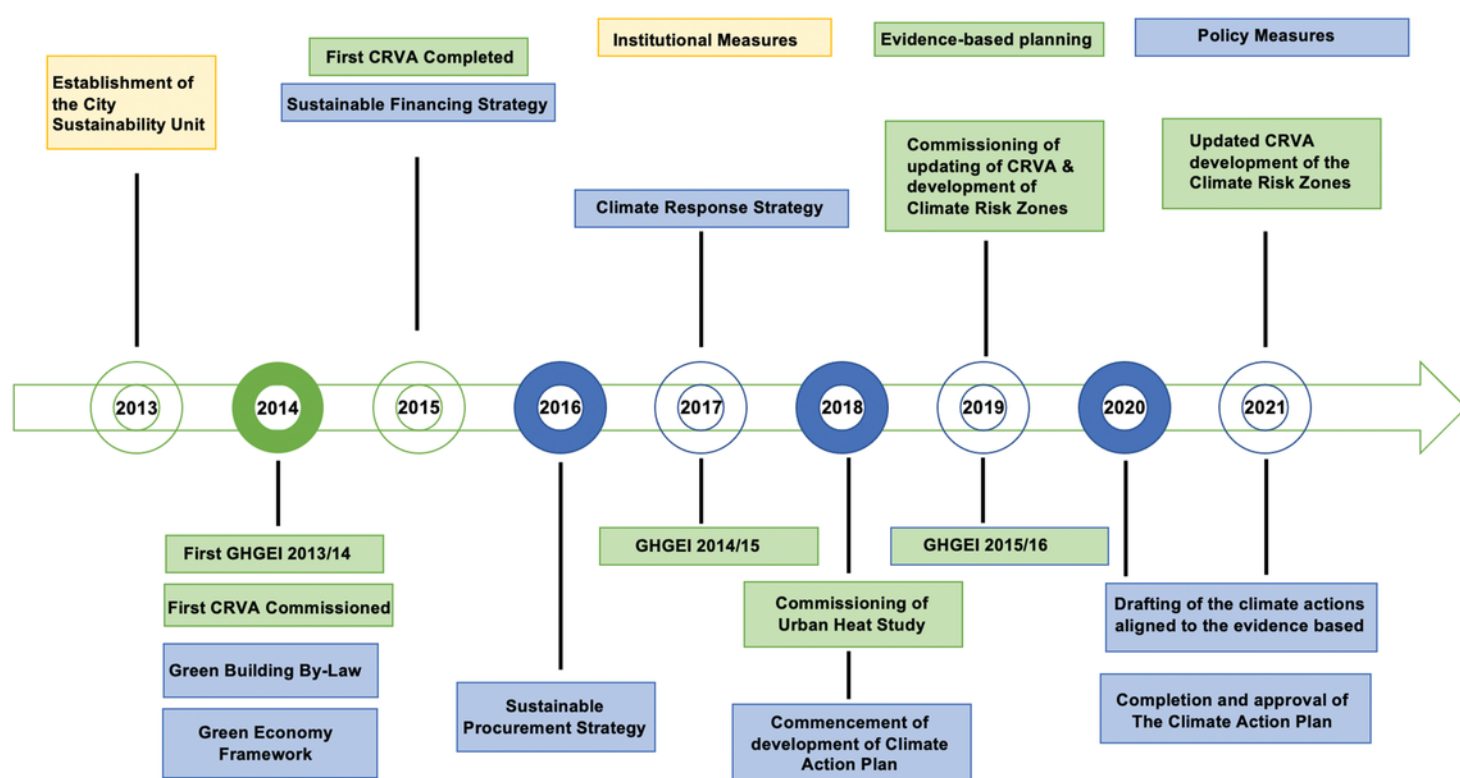 Institutional Measures
Evidence-based planning
Policy Measures
Establishment of
the City
Sustainability Unit
First CRVA Completed
Sustainable Financing Strategy
Climate Response Strategy
Commissioning of
updating of CRVA &
development of
Climate Risk Zones
Updated CRVA
development of the
Climate Risk Zones
2013
2014
2015
2016
2017
2018
2019
2020
2021
First GHGEI 2013/14
First CRVA Commissioned
Green Building By-Law
Green Economy
Framework
Sustainable
Procurement Strategy
GHGEI 2014/15
Commissioning of
Urban Heat Study
Commencement of
development of Climate
Action Plan
GHGEI 2015/16
Drafting of the climate actions
aligned to the evidence based
Completion and approval of
The Climate Action Plan